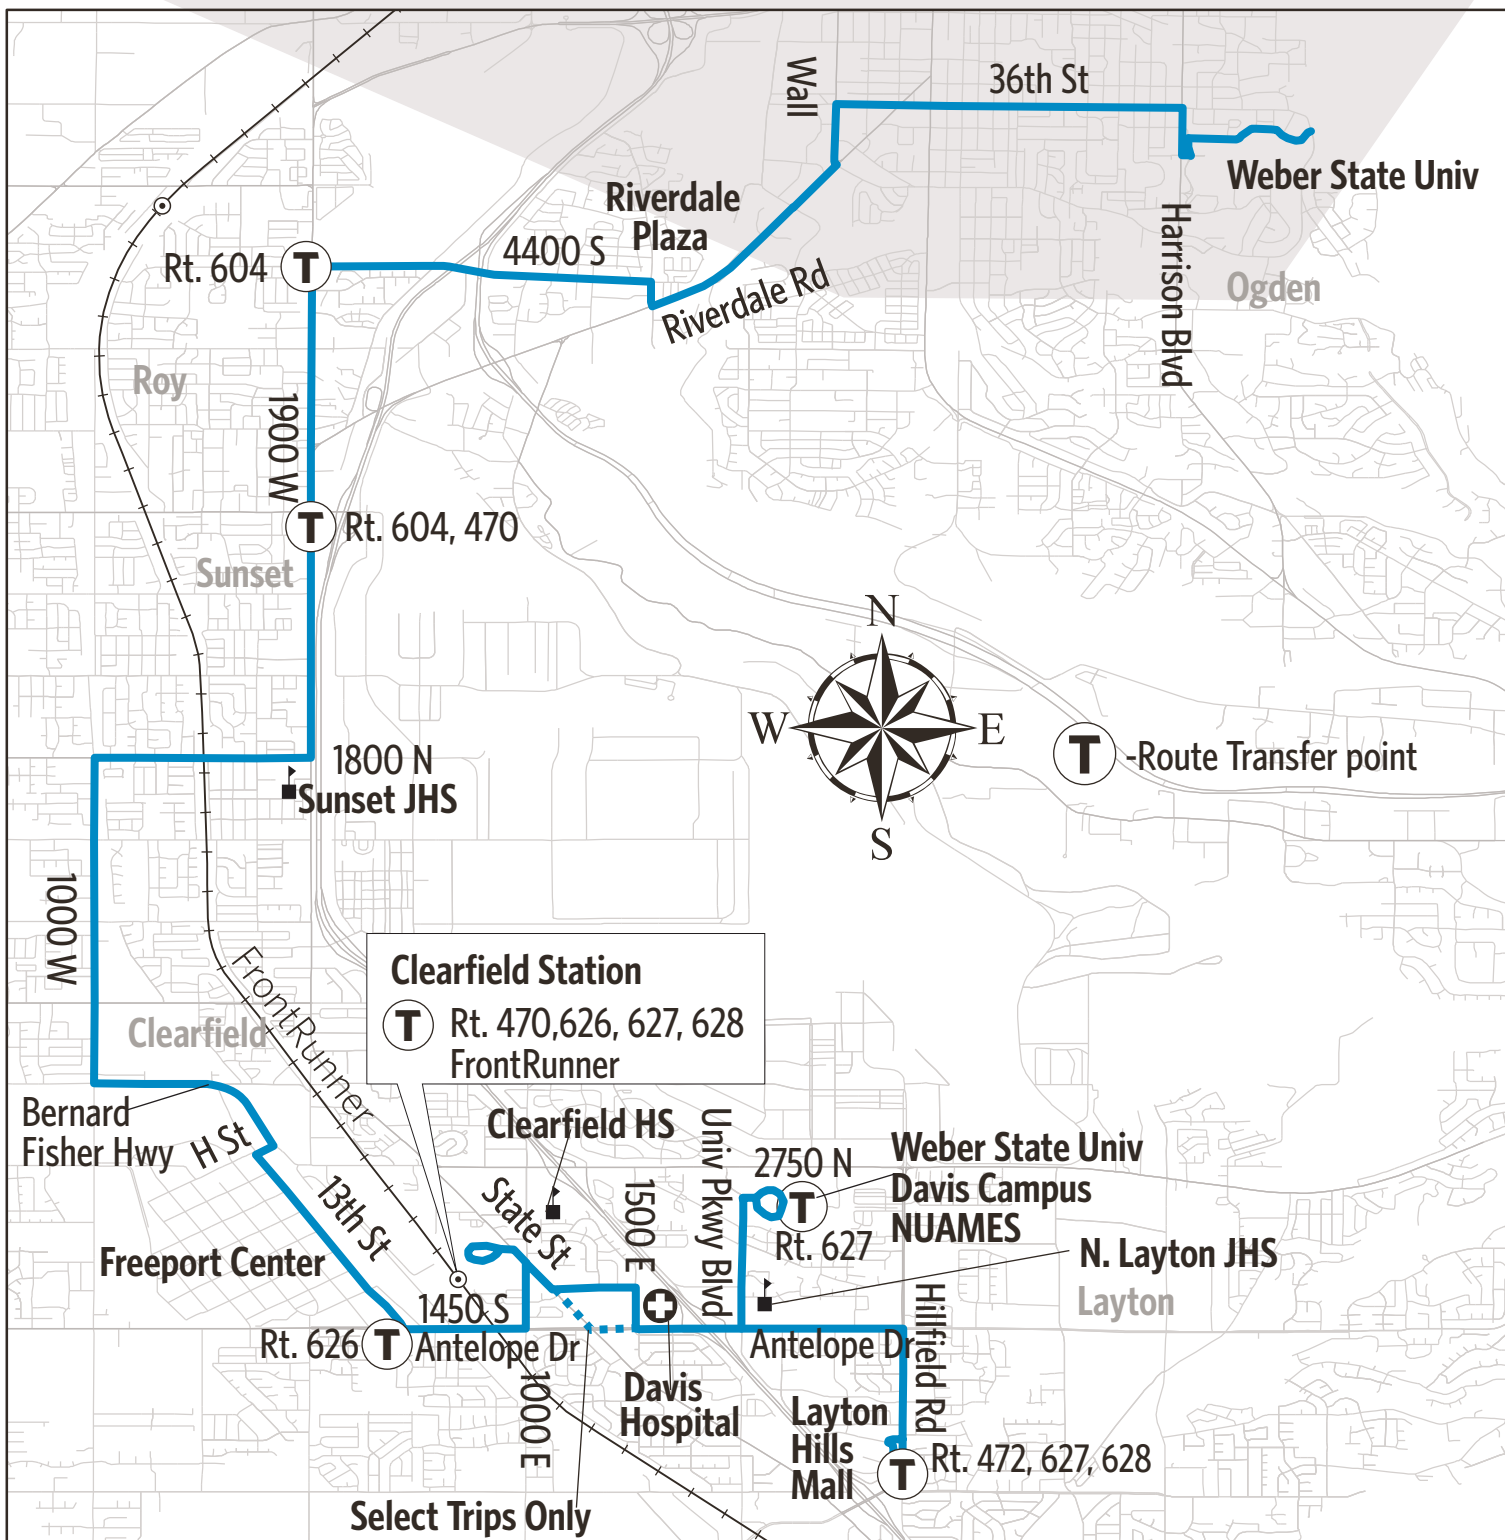 36th St
Wall
Weber State Univ
Riverdale
Plaza
4400 S
Rt. 604
T
Harrison Blvd
Riverdale Rd
Ogden
Roy
1900 W
T
Rt. 604, 470
Sunset
N
W
E
S
T
-Route Transfer point
1800 N
Sunset JHS
1000 W
FrontRunner
Clearfield
Clearfield Station
T
Rt. 470,626, 627, 628
FrontRunner
Bernard
Fisher Hwy
H St
Clearfield HS
Univ Pkwy Blvd
2750 N
T
Rt. 627
Weber State Univ
Davis Campus
NUAMES
13th St
State St
1500 E
Freeport Center
N. Layton JHS
Layton
Hillfield Rd
1450 S
Rt. 626
T
Antelope Dr
Antelope Dr
1000 E
Davis
Hospital
Layton
Hills
Mall
T
Rt. 472, 627, 628
Select Trips Only